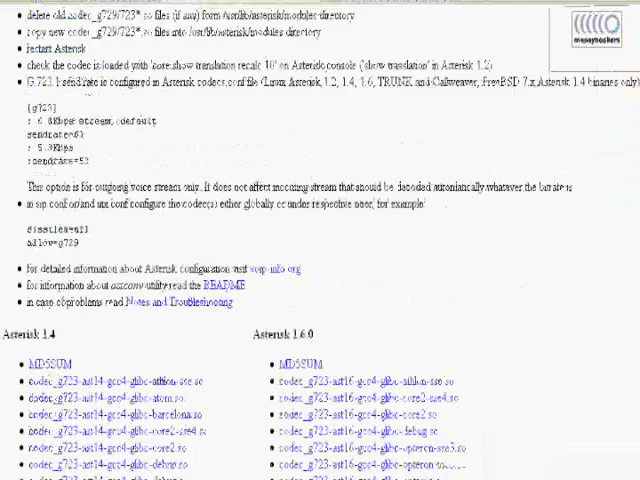 delete old codec_g729/723*.so files (if any) from /usr/lib/asterisk/modules directory
copy new codec_g729/723*.so files into /usr/lib/asterisk/modules directory
restart Asterisk
check the codec is loaded with 'core show translation recalc 10' on Asterisk console ('show translation' in Asterisk 1.2)
G.723.1 send rate is configured in Asterisk codecs.conf file (Linux Asterisk 1.2, 1.4, 1.6, TRUNK and Callweaver, FreeBSD 7.x Asterisk 1.4 binaries only)
[g723]
; 6.3Kbps stream, default
sendrate=63
; 5.3Kbps
;sendrate=53
This option is for outgoing voice stream only. It does not affect incoming stream that should be decoded automatically whatever the bitrate is
in sip.conf and/or iax.conf configure the codec(s) either globally or under respective user, for example
disallow=all
allow=g729
for detailed information about Asterisk configuration visit voip-info.org
for information about astconv utility read the README
in case of problems read Notes and Troubleshooting
Asterisk 1.4 Asterisk 1.6.0
MD5SUM MD5SUM
codec_g723-ast14-gcc4-glibc-athlon-sse.so codec_g723-ast16-gcc4-glibc-athlon-sse.so
codec_g723-ast14-gcc4-glibc-atom.so codec_g723-ast16-gcc4-glibc-core2-sse4.so
codec_g723-ast14-gcc4-glibc-barcelona.so codec_g723-ast16-gcc4-glibc-core2.so
codec_g723-ast14-gcc4-glibc-core2-sse4.so codec_g723-ast16-gcc4-glibc-debug.so
codec_g723-ast14-gcc4-glibc-core2.so codec_g723-ast16-gcc4-glibc-opteron-sse3.so
codec_g723-ast14-gcc4-glibc-debug.so codec_g723-ast16-gcc4-glibc-opteron